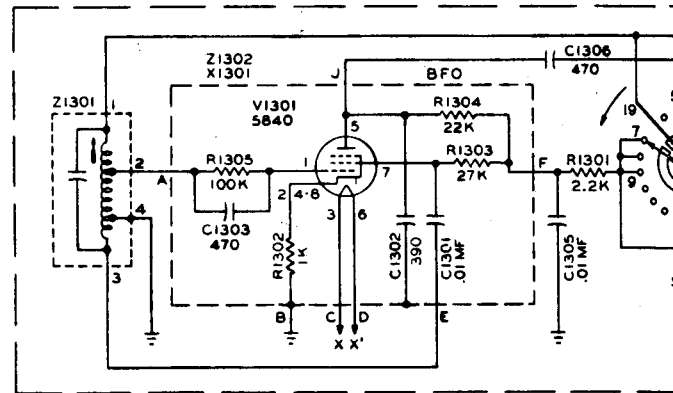 Z1302
X1301
J
C1306
470
BFO
Z1301
1
V1301
5840
5
R1304
22K
19
7
2
A
R1305
100K
1
7
R1303
27K
F
R1301
2.2K
9
4
C1303
470
2
4-8
3
6
R1302
1K
C1302
390
C1301
.01 MF
C1305
.01 MF
3
B
C
D
E
X
X'